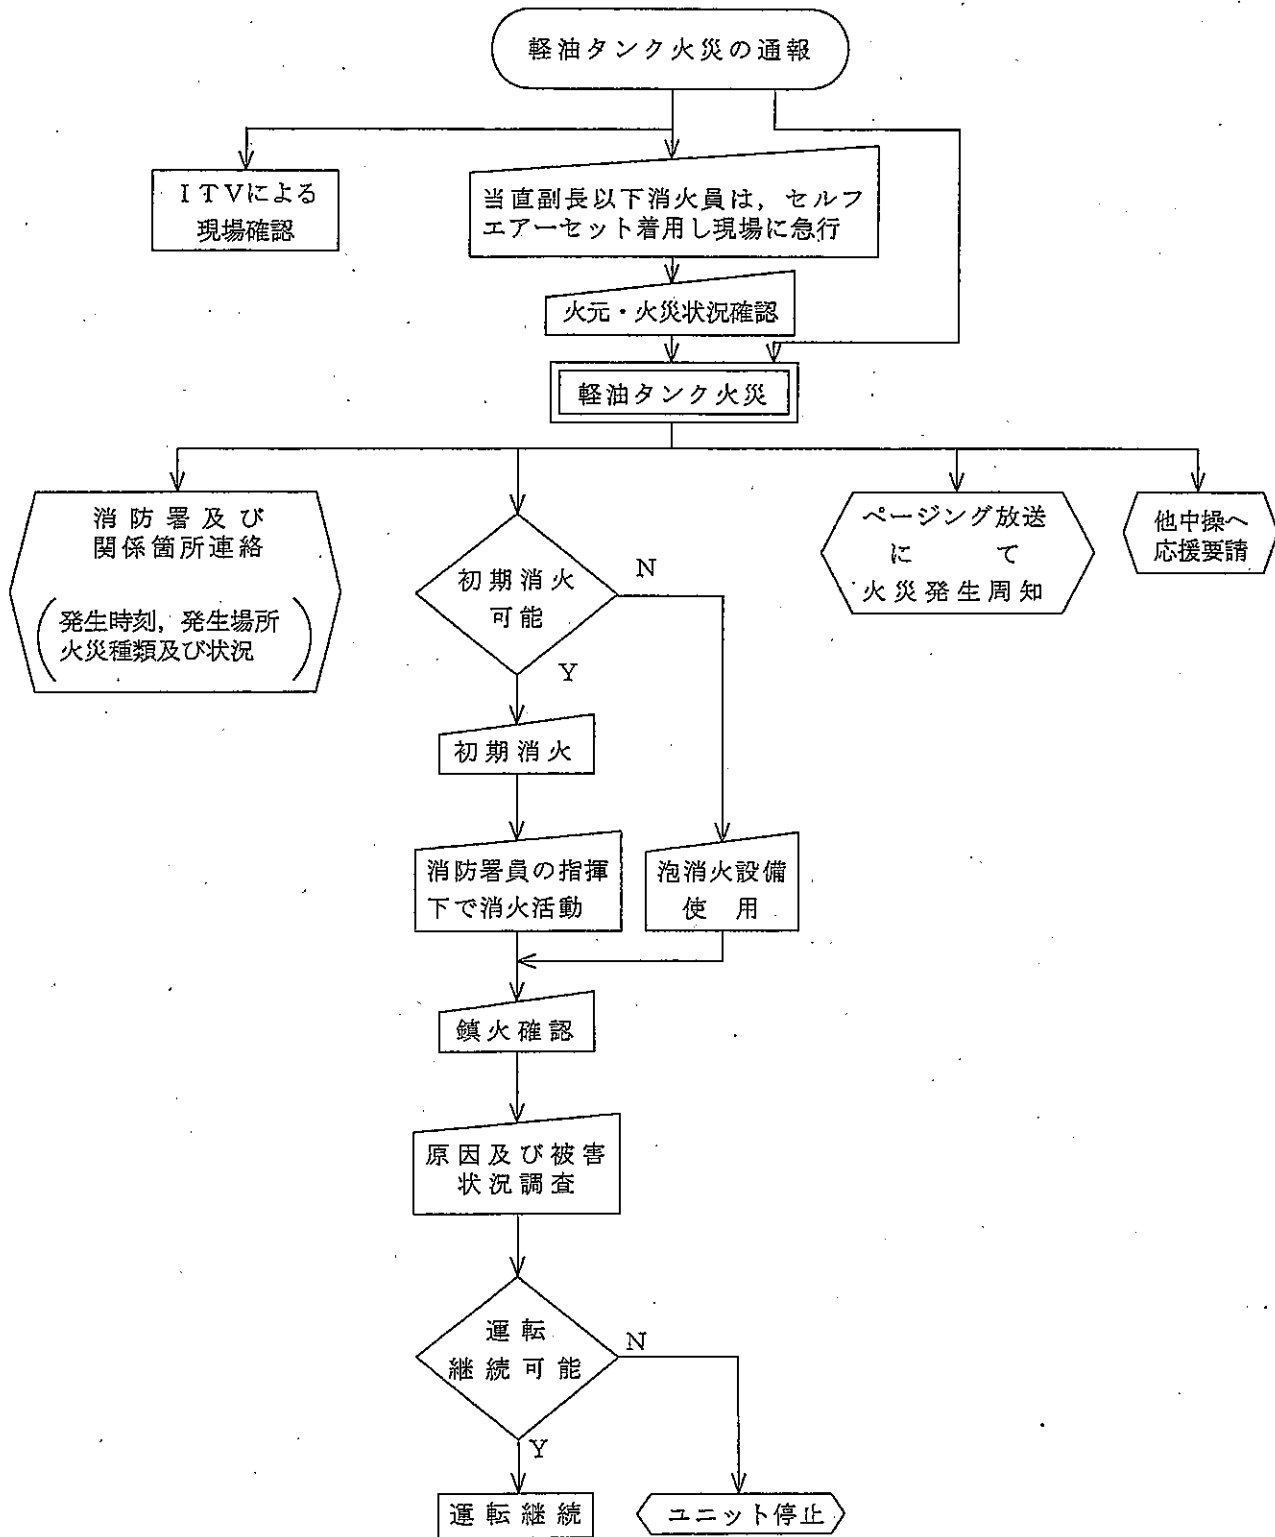 軽油タンク火災の通報
ITVによる
現場確認
当直副長以下消火員は，セルフ
エアーセット着用し現場に急行
火元・火災状況確認
軽油タンク火災
消防署及び
関係箇所連絡
発生時刻，発生場所
火災種類及び状況
初期消火
可能
N
Y
ページング放送
にて
火災発生周知
他中操へ
応援要請
初期消火
消防署員の指揮
下で消火活動
泡消火設備
使用
鎮火確認
原因及び被害
状況調査
運転
継続可能
N
Y
運転継続
ユニット停止